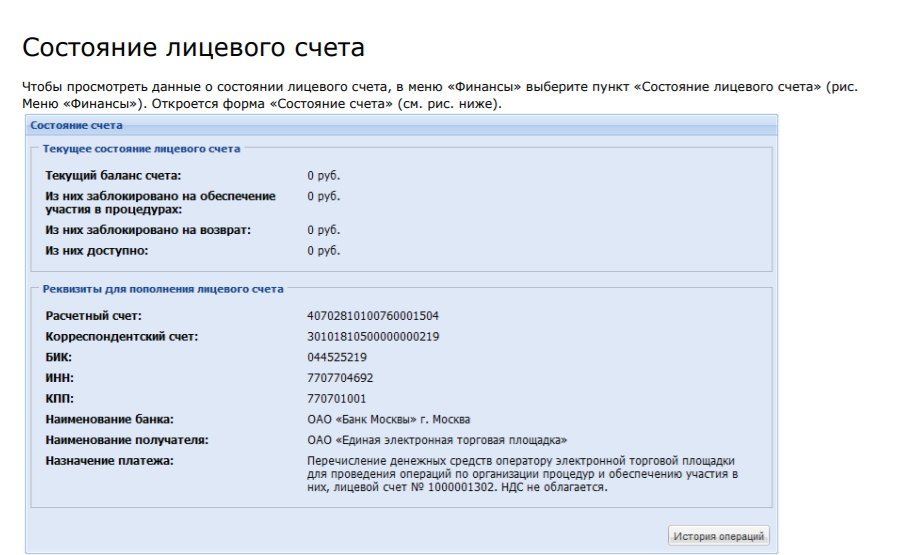 Состояние лицевого счета
Чтобы просмотреть данные о состоянии лицевого счета, в меню «Финансы» выберите пункт «Состояние лицевого счета» (рис.
Меню «Финансы»). Откроется форма «Состояние счета» (см. рис. ниже).
Состояние счета
Текущее состояние лицевого счета
Текущий баланс счета: 0 руб.
Из них заблокировано на обеспечение 0 руб.
участия в процедурах:
Из них заблокировано на возврат: 0 руб.
Из них доступно: 0 руб.
Реквизиты для пополнения лицевого счета
Расчетный счет: 40702810100760001504
Корреспондентский счет: 30101810500000000219
БИК: 044525219
ИНН: 7707704692
КПП: 770701001
Наименование банка: ОАО «Банк Москвы» г. Москва
Наименование получателя: ОАО «Единая электронная торговая площадка»
Назначение платежа: Перечисление денежных средств оператору электронной торговой площадки
для проведения операций по организации процедур и обеспечению участия в
них, лицевой счет № 1000001302. НДС не облагается.
История операций